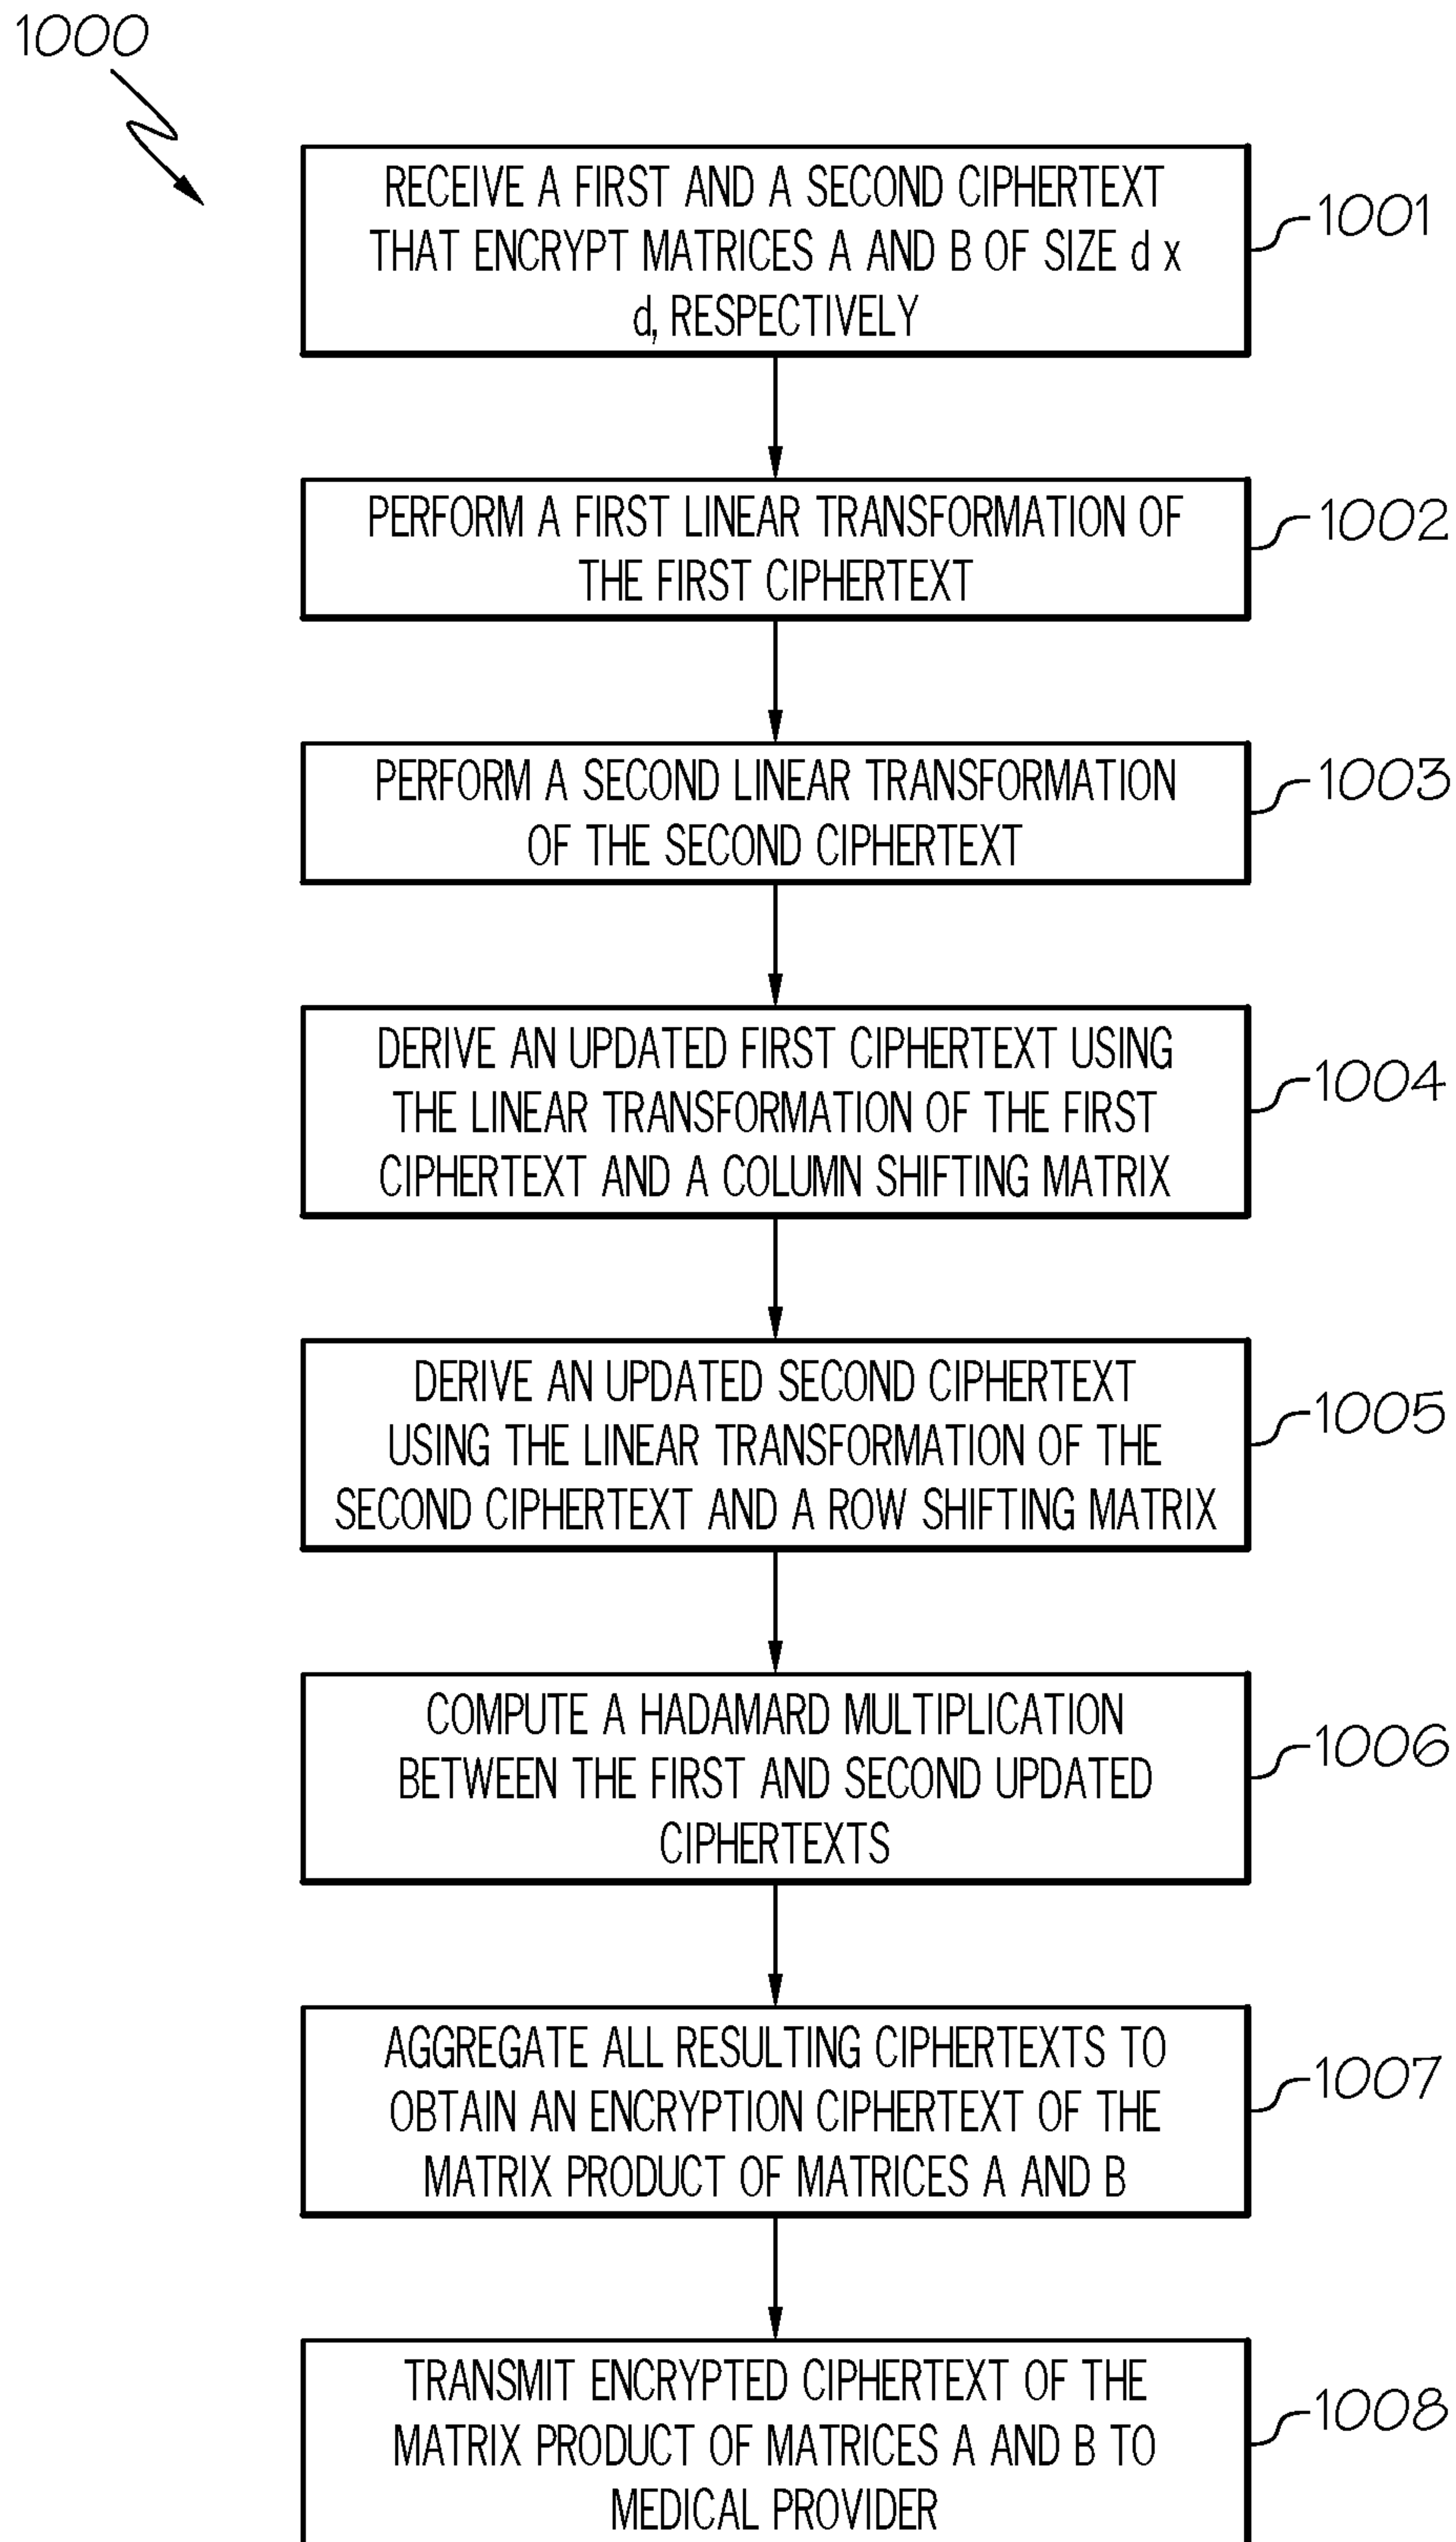 1000
RECEIVE A FIRST AND A SECOND CIPHERTEXT
THAT ENCRYPT MATRICES A AND B OF SIZE d x
d, RESPECTIVELY
1001
PERFORM A FIRST LINEAR TRANSFORMATION OF
THE FIRST CIPHERTEXT
1002
PERFORM A SECOND LINEAR TRANSFORMATION
OF THE SECOND CIPHERTEXT
1003
DERIVE AN UPDATED FIRST CIPHERTEXT USING
THE LINEAR TRANSFORMATION OF THE FIRST
CIPHERTEXT AND A COLUMN SHIFTING MATRIX
1004
DERIVE AN UPDATED SECOND CIPHERTEXT
USING THE LINEAR TRANSFORMATION OF THE
SECOND CIPHERTEXT AND A ROW SHIFTING MATRIX
1005
COMPUTE A HADAMARD MULTIPLICATION
BETWEEN THE FIRST AND SECOND UPDATED
CIPHERTEXTS
1006
AGGREGATE ALL RESULTING CIPHERTEXTS TO
OBTAIN AN ENCRYPTION CIPHERTEXT OF THE
MATRIX PRODUCT OF MATRICES A AND B
1007
TRANSMIT ENCRYPTED CIPHERTEXT OF THE
MATRIX PRODUCT OF MATRICES A AND B TO
MEDICAL PROVIDER
1008